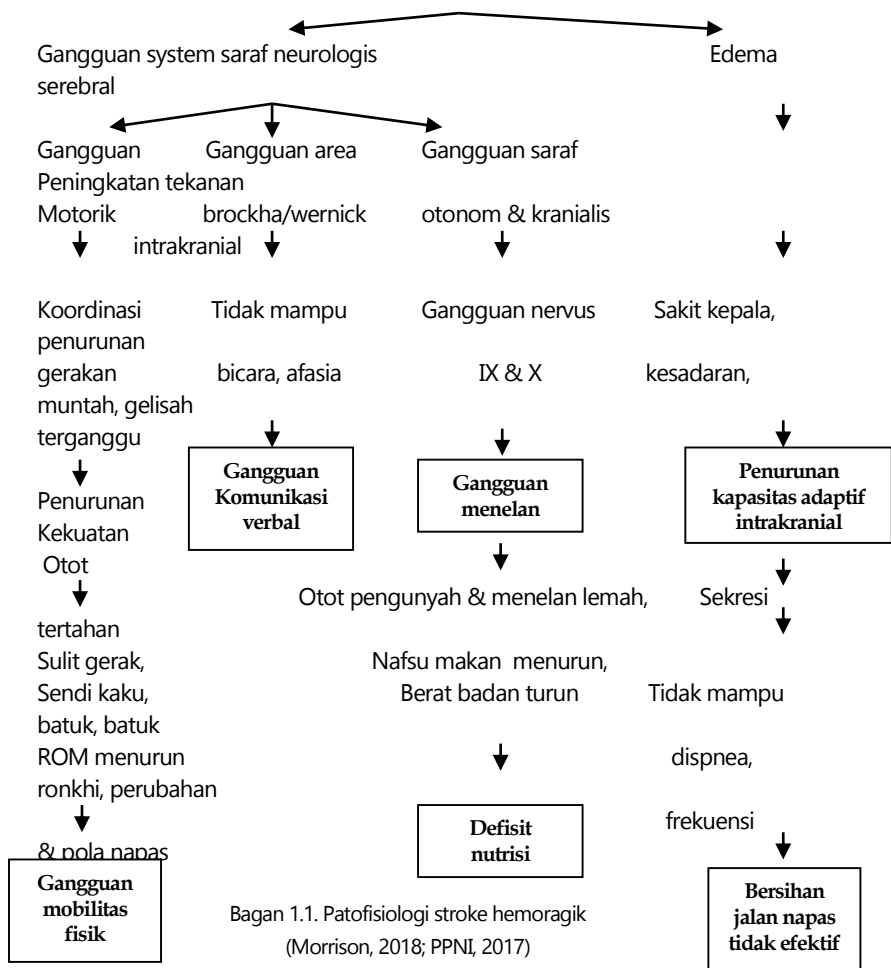 Gangguan system saraf neurologis Edema
serebral
Gangguan Gangguan area Gangguan saraf
Peningkatan tekanan
Motorik brockha/wernick otonom & kranialis
intrakranial
Koordinasi Tidak mampu Gangguan nervus Sakit kepala,
penurunan
gerakan bicara, afasia IX & X kesadaran,
muntah, gelisah
terganggu
Gangguan
Komunikasi
verbal
Gangguan
menelan
Penurunan
kapasitas adaptif
intrakranial
Penurunan
Kekuatan
Otot
Otot pengunyah & menelan lemah, Sekresi
tertahan
Sulit gerak, Nafsu makan menurun,
Sendi kaku, Berat badan turun Tidak mampu
batuk, batuk
ROM menurun dispnea,
ronkhi, perubahan
frekuensi
& pola napas
Gangguan
mobilitas
fisik
Defisit
nutrisi
Bersihan
jalan napas
tidak efektif
Bagan 1.1. Patofisiologi stroke hemoragik
(Morrison, 2018; PPNI, 2017)